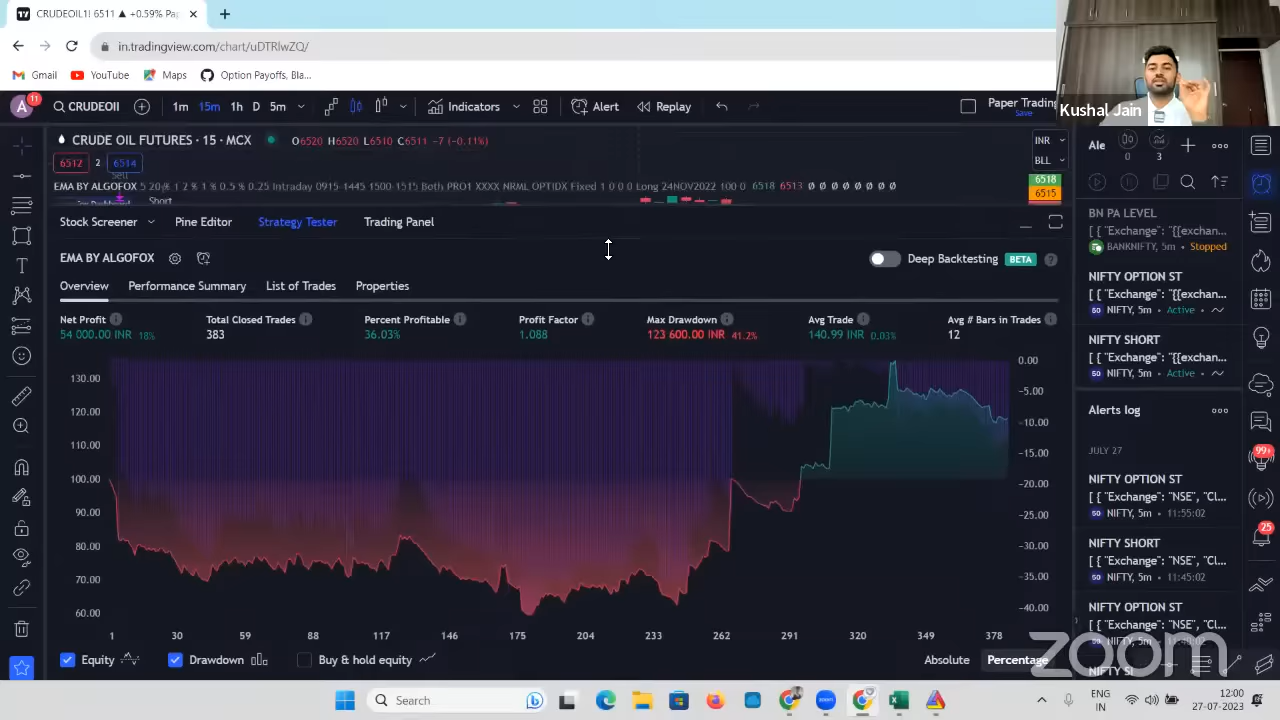 CRUDEOIL1! 6511 ▲ +0.59% Pa
in.tradingview.com/chart/uDTRlwZQ/
Gmail YouTube Maps Option Payoffs, Bla...
Kushal Jain
A 11 CRUDEOIl 1m 15m 1h D 5m Indicators Alert Replay Paper Trading
Save
CRUDE OIL FUTURES · 15 · MCX O6520 H6520 L6510 C6511 -7 (-0.11%) INR
6512 2 6514 BLL
EMA BY ALGOFOX 5 20 # 1 2 % 1 % 0.5 % 0.25 Intraday 0915-1445 1500-1515 Both PRO1 XXXX NRML OPTIDX Fixed 1 0 0 0 Long 24NOV2022 100 0 6518 6513 Ø Ø Ø Ø Ø Ø Ø Ø
6518
6515
Short
Stock Screener Pine Editor Strategy Tester Trading Panel
EMA BY ALGOFOX Deep Backtesting BETA
Overview Performance Summary List of Trades Properties
Net Profit Total Closed Trades Percent Profitable Profit Factor Max Drawdown Avg Trade Avg # Bars in Trades
54 000.00 INR 18% 383 36.03% 1.088 123 600.00 INR 41.2% 140.99 INR 0.03% 12
130.00
120.00
110.00
100.00
90.00
80.00
70.00
60.00
0.00
-5.00
-10.00
-15.00
-20.00
-25.00
-30.00
-35.00
-40.00
1 30 59 88 117 146 175 204 233 262 291 320 349 378
Equity Drawdown Buy & hold equity Absolute Percentage
Ale 0 3
BN PA LEVEL
[ { "Exchange": "{{exchan...
BANKNIFTY, 5m • Stopped
NIFTY OPTION ST
[ { "Exchange": "{{exchan...
50 NIFTY, 5m • Active
NIFTY SHORT
[ { "Exchange": "{{exchan...
50 NIFTY, 5m • Active
Alerts log
JULY 27
NIFTY OPTION ST
[ { "Exchange": "NSE", "Cl...
50 NIFTY, 5m • 11:55:02
NIFTY SHORT
[ { "Exchange": "NSE", "Cl...
50 NIFTY, 5m • 11:45:02
NIFTY OPTION ST
[ { "Exchange": "NSE", "Cl...
NIFTY, 5m
99+
25
zoom
Search
ENG
IN
12:00
27-07-2023